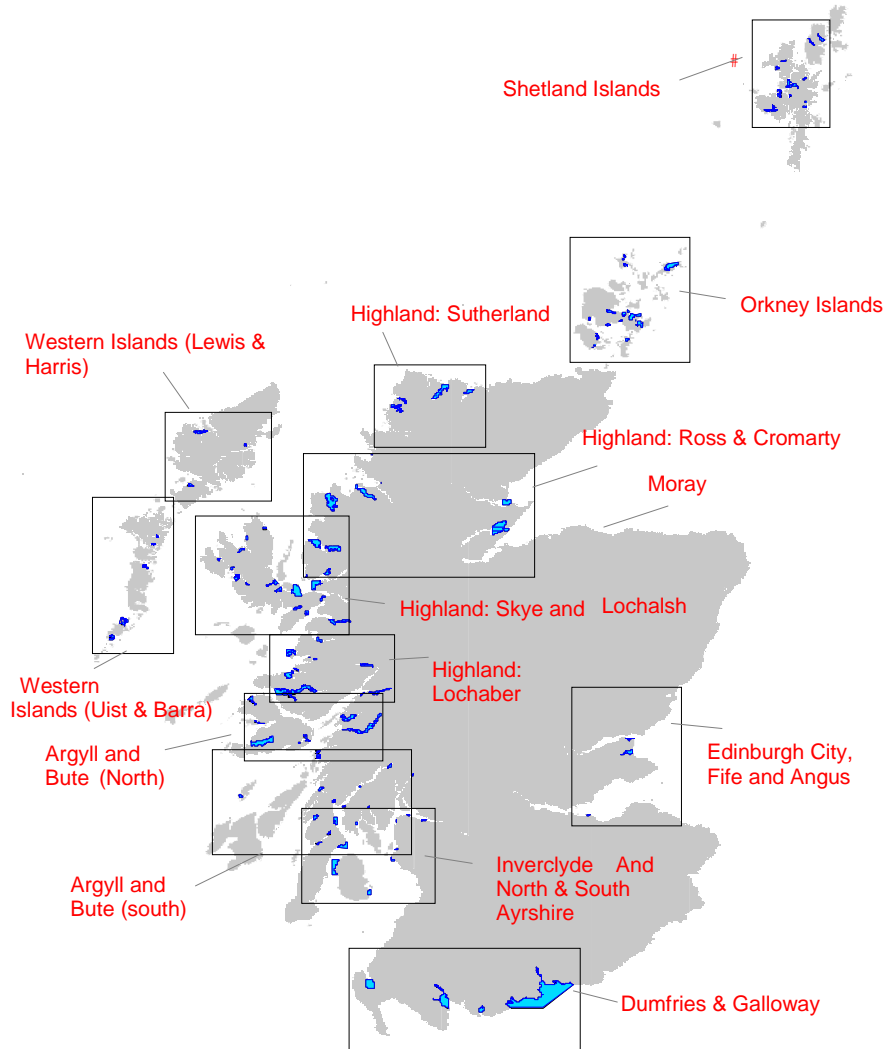 Shetland Islands
#
Orkney Islands
Highland: Sutherland
Western Islands (Lewis &
Harris)
Highland: Ross & Cromarty
Moray
Highland: Skye and Lochalsh
Highland:
Lochaber
Western
Islands (Uist & Barra)
Argyll and
Bute (North)
Edinburgh City,
Fife and Angus
Argyll and
Bute (south)
Inverclyde And
North & South
Ayrshire
Dumfries & Galloway